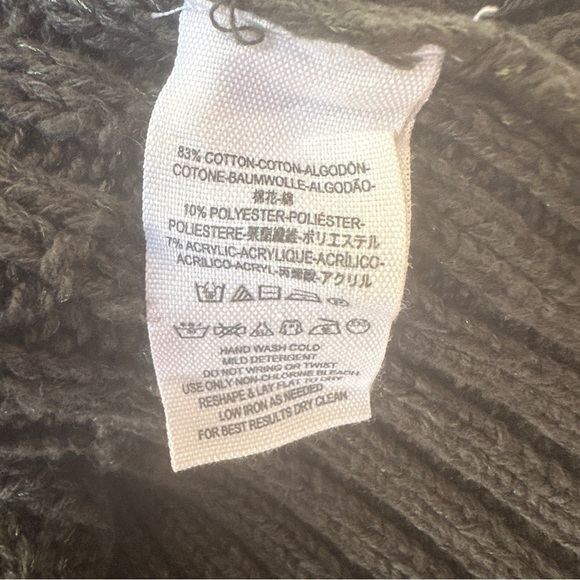 83% COTTON-COTON-ALGODÓN-
COTONE-BAUMWOLLE-ALGODÃO-
棉花-綿
10% POLYESTER-POLIÉSTER-
POLIESTERE-聚酯纖維-ポリエステル
7% ACRYLIC-ACRYLIQUE-ACRÍLICO-
ACRILICO-ACRYL-丙烯酸-アクリル
HAND WASH COLD
MILD DETERGENT
DO NOT WRING OR TWIST
USE ONLY NON-CHLORINE BLEACH
RESHAPE & LAY FLAT TO DRY
LOW IRON AS NEEDED
FOR BEST RESULTS DRY CLEAN